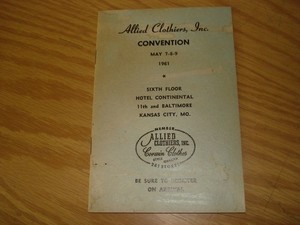 Allied Clothiers, Inc.
CONVENTION
MAY 7-8-9
1961
SIXTH FLOOR
HOTEL CONTINENTAL
11th and BALTIMORE
KANSAS CITY, MO.
MEMBER
ALLIED
CLOTHIERS, INC.
BE SURE TO REGISTER
ON ARRIVAL